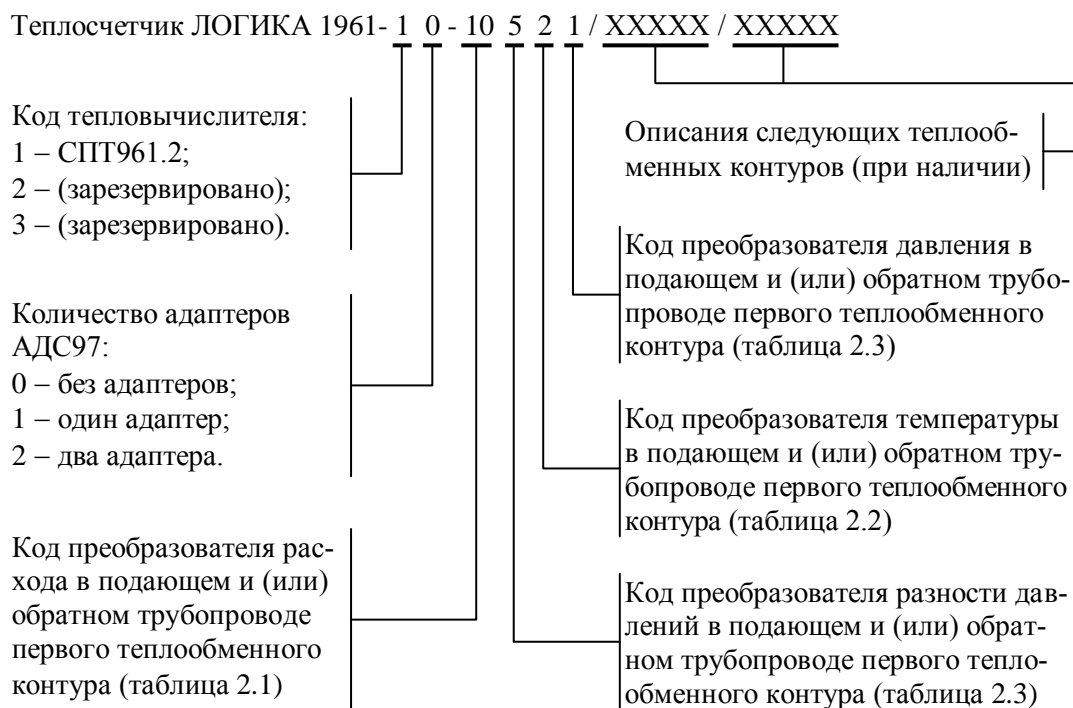 Теплосчетчик ЛОГИКА 1961- 1 0 - 10 5 2 1 / XXXXX / XXXXX
Код тепловычислителя:
1 – СПТ961.2;
2 – (зарезервировано);
3 – (зарезервировано).
Количество адаптеров
АДС97:
0 – без адаптеров;
1 – один адаптер;
2 – два адаптера.
Код преобразователя рас-
хода в подающем и (или)
обратном трубопроводе
первого теплообменного
контура (таблица 2.1)
Описания следующих теплооб-
менных контуров (при наличии)
Код преобразователя давления в
подающем и (или) обратном трубо-
проводе первого теплообменного
контура (таблица 2.3)
Код преобразователя температуры
в подающем и (или) обратном тру-
бопроводе первого теплообменного
контура (таблица 2.2)
Код преобразователя разности дав-
лений в подающем и (или) обрат-
ном трубопроводе первого тепло-
обменного контура (таблица 2.3)